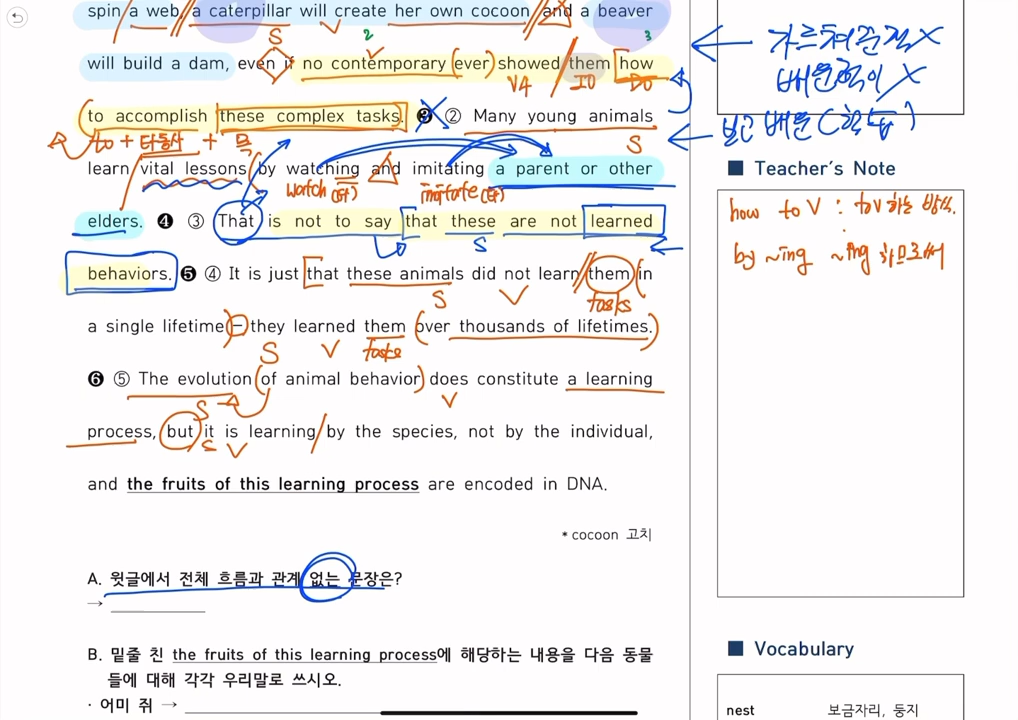 spin a web, a caterpillar will create her own cocoon, and a beaver
S V
2 3
will build a dam, even if no contemporary (ever) showed them how
V4 IO DO
to accomplish these complex tasks. ❸ ② Many young animals
to + 타동사 + 목
S
learn vital lessons by watching and imitating a parent or other
watch(타) imitate(타)
elders. ❹ ③ That is not to say that these are not learned
S
behaviors. ❺ ④ It is just that these animals did not learn them in
S V tasks
a single lifetime – they learned them over thousands of lifetimes.
S V tasks
❻ ⑤ The evolution of animal behavior does constitute a learning
S V
process, but it is learning by the species, not by the individual,
S V
and the fruits of this learning process are encoded in DNA.
* cocoon 고치
A. 윗글에서 전체 흐름과 관계 없는 문장은?
→
B. 밑줄 친 the fruits of this learning process에 해당하는 내용을 다음 동물
들에 대해 각각 우리말로 쓰시오.
· 어미 쥐 →
가르쳐준 적 X
배운적이 X
보고 배운 (학습)
■ Teacher's Note
how to V : to V 하는 방식.
by ~ing ~ing 함으로써
■ Vocabulary
nest 보금자리, 둥지